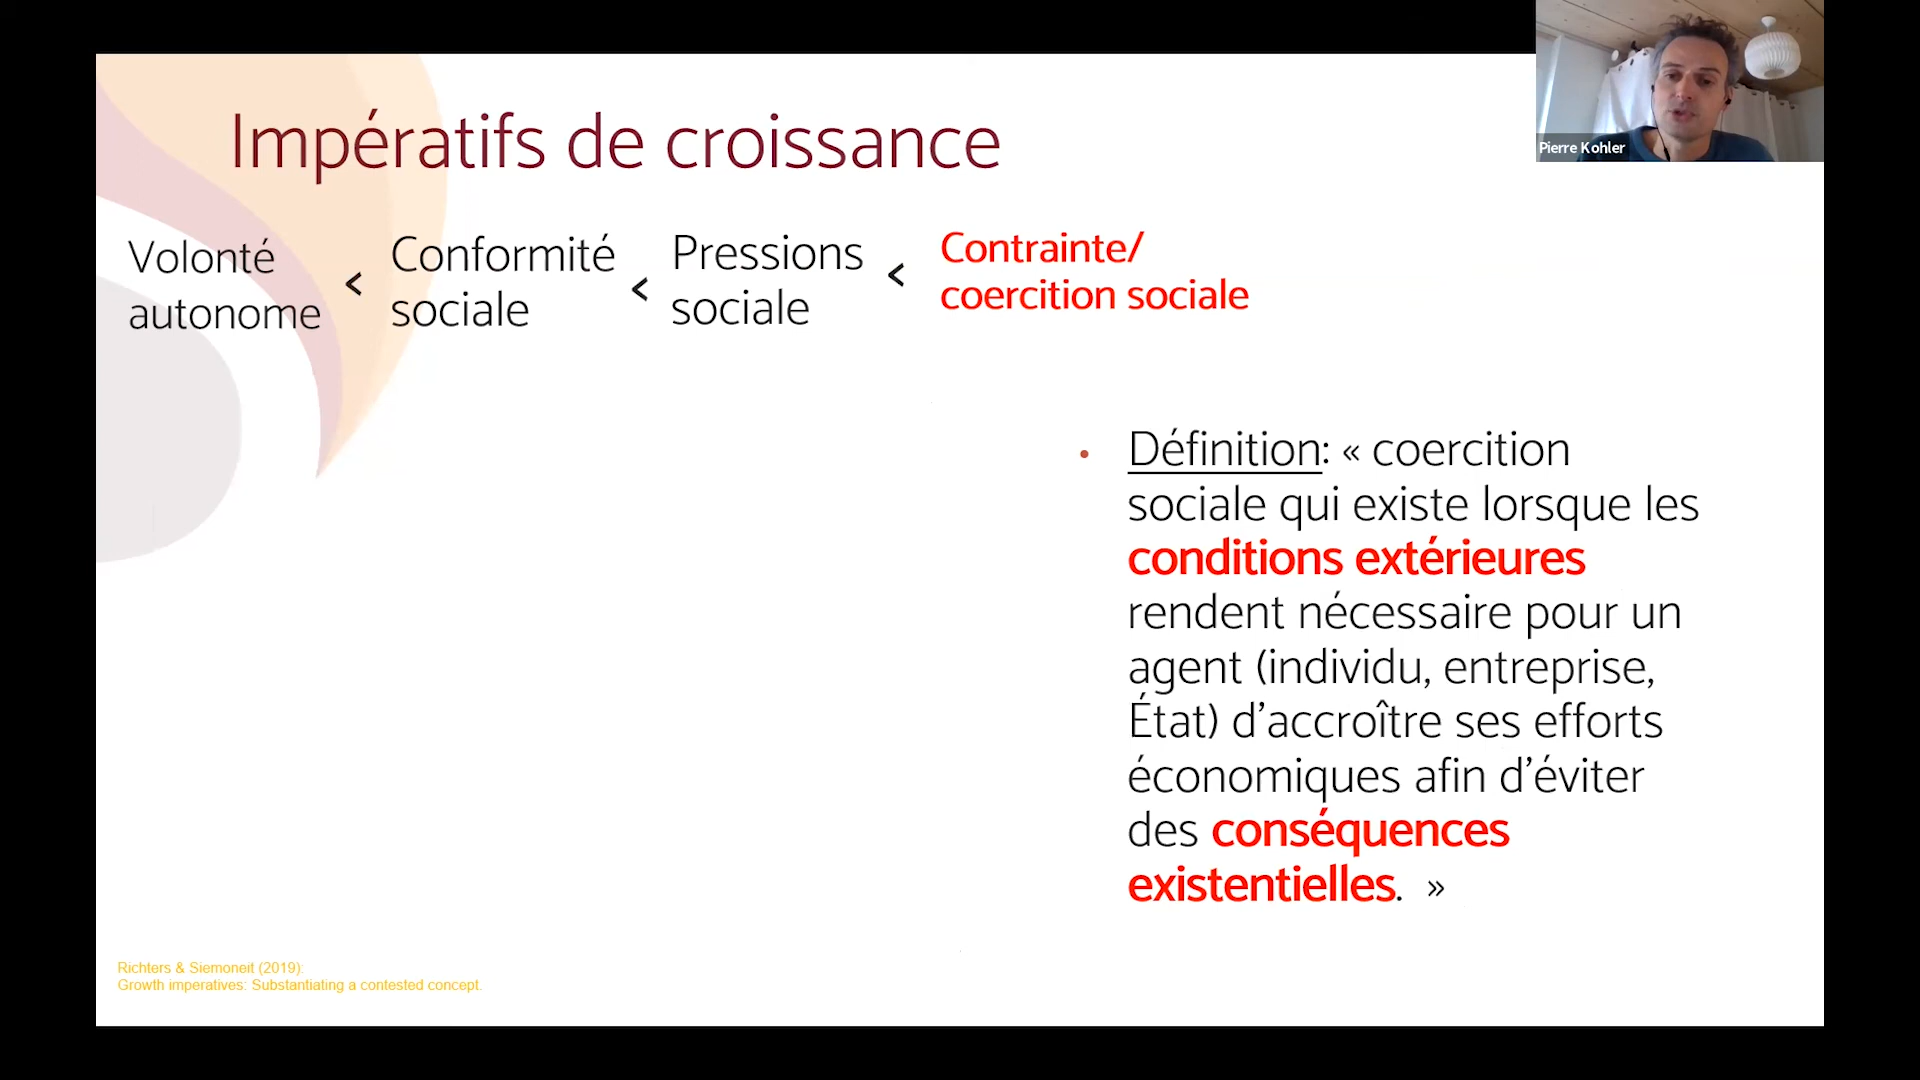 Pierre Kohler
Impératifs de croissance
Volonté
autonome
<
Conformité
sociale
<
Pressions
sociale
<
Contrainte/
coercition sociale
• Définition: « coercition
sociale qui existe lorsque les
conditions extérieures
rendent nécessaire pour un
agent (individu, entreprise,
État) d’accroître ses efforts
économiques afin d’éviter
des conséquences
existentielles. »
Richters & Siemoneit (2019):
Growth imperatives: Substantiating a contested concept.